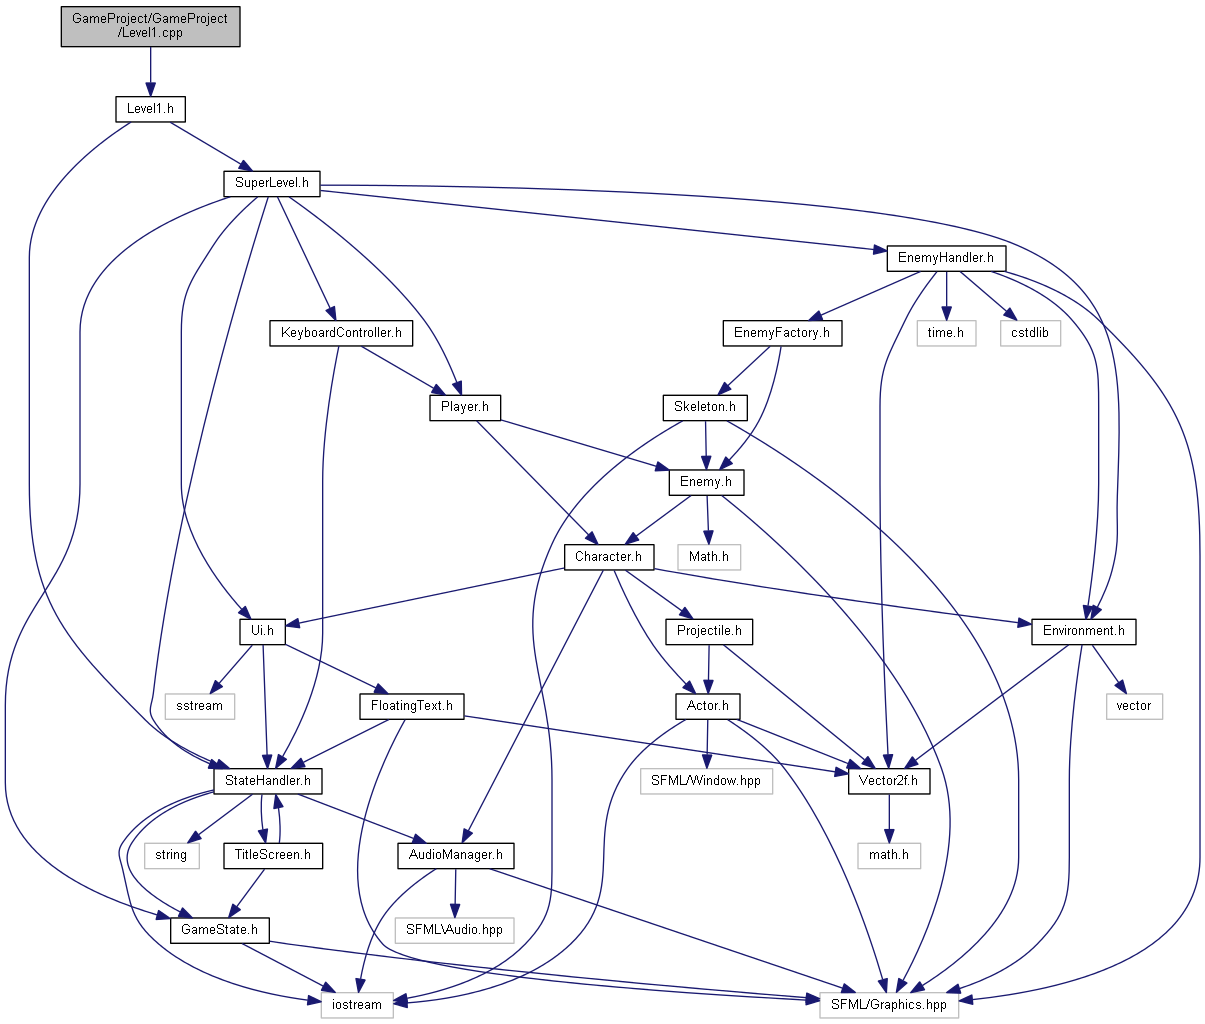 GameProject/GameProject
/Level1.cpp
Level1.h
SuperLevel.h
EnemyHandler.h
KeyboardController.h
EnemyFactory.h
time.h
cstdlib
Player.h
Skeleton.h
Enemy.h
Character.h
Math.h
Ui.h
Projectile.h
Environment.h
sstream
FloatingText.h
Actor.h
vector
StateHandler.h
SFML/Window.hpp
Vector2f.h
string
TitleScreen.h
AudioManager.h
math.h
GameState.h
SFML\Audio.hpp
iostream
SFML/Graphics.hpp